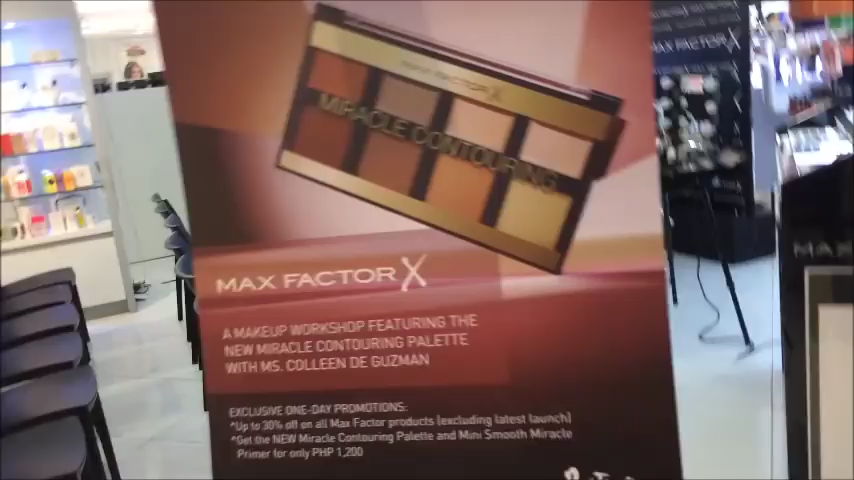 MAX FACTOR X
MIRACLE CONTOURING
MAX FACTOR X
MAX FACTOR X
A MAKEUP WORKSHOP FEATURING THE
NEW MIRACLE CONTOURING PALETTE
WITH MS. COLLEEN DE GUZMAN
EXCLUSIVE ONE-DAY PROMOTIONS:
*Up to 30% off on all Max Factor products (excluding latest launch)
*Get the NEW Miracle Contouring Palette and Mini Smooth Miracle
Primer for only PHP 1,200
MAX